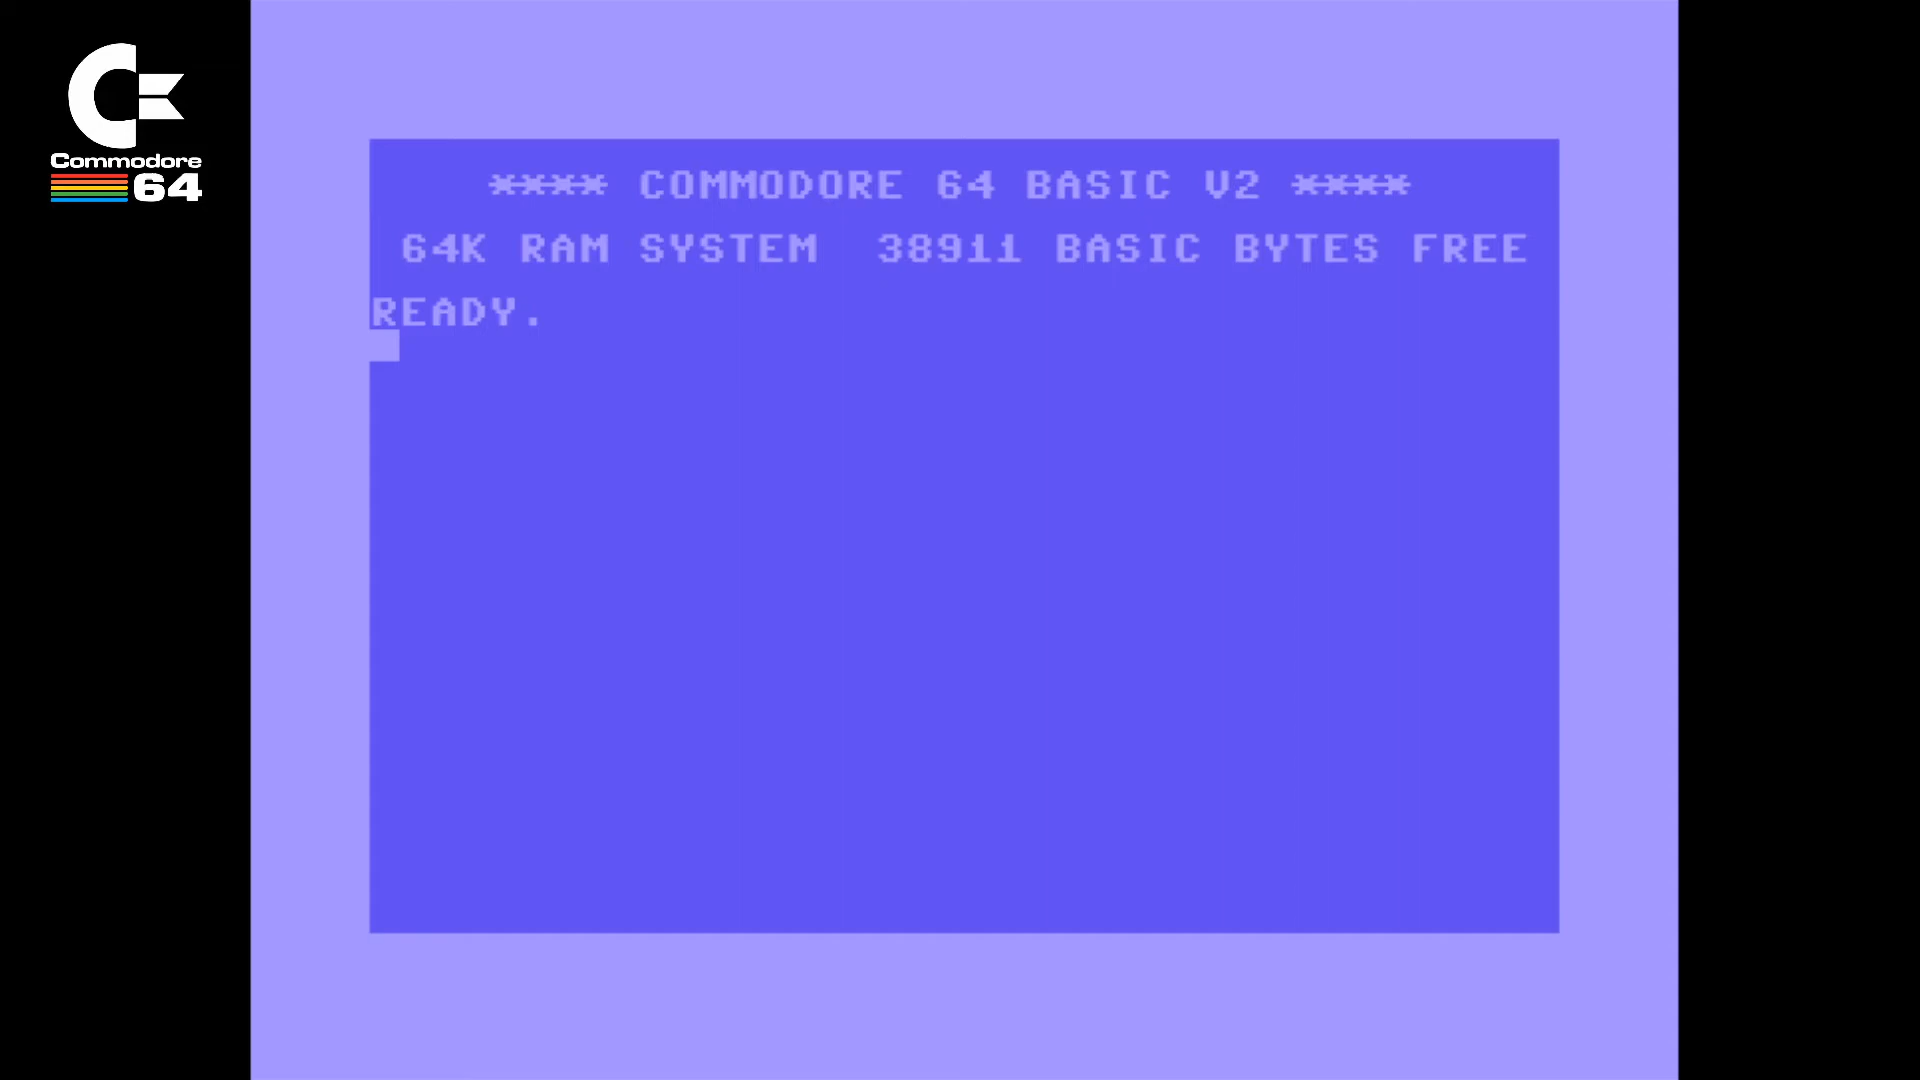 Commodore
64
**** COMMODORE 64 BASIC V2 ****
64K RAM SYSTEM  38911 BASIC BYTES FREE
READY.